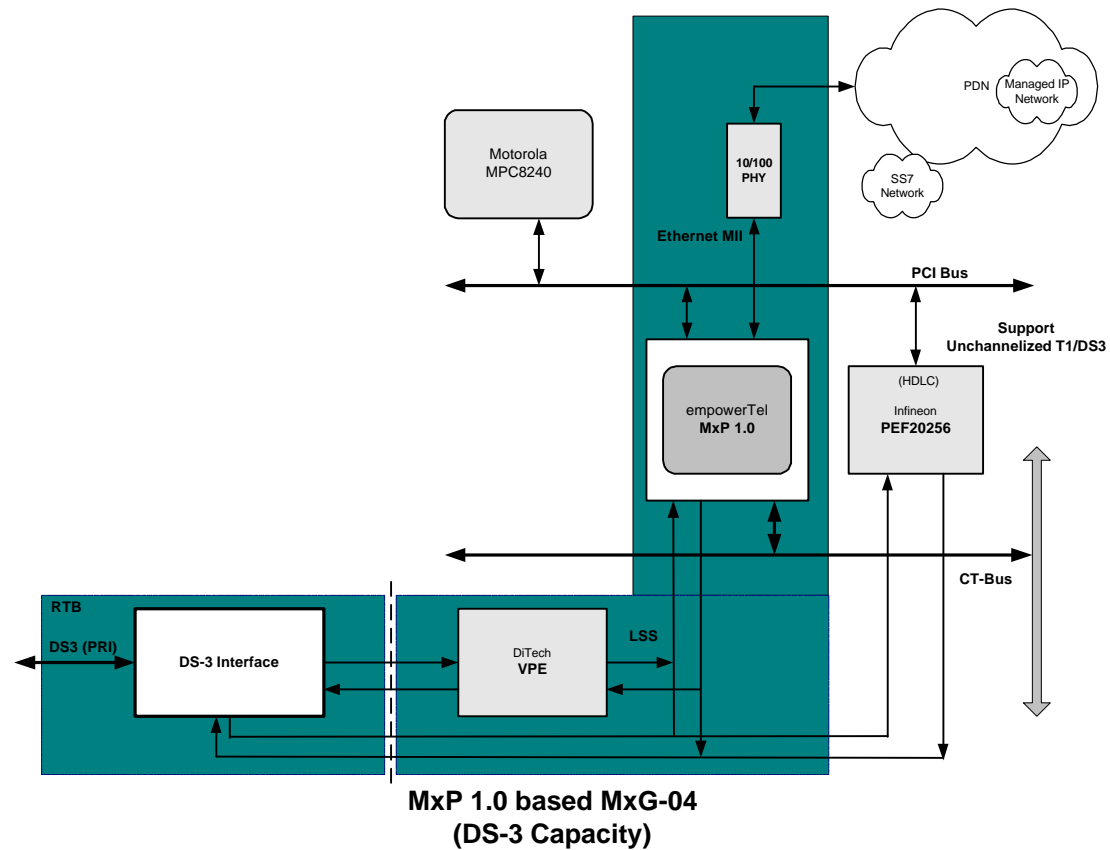 PDN
Managed IP
Network
Motorola
MPC8240
10/100
PHY
SS7
Network
Ethernet MII
PCI Bus
Support
Unchannelized T1/DS3
(HDLC)
Infineon
PEF20256
empowerTel
MxP 1.0
CT-Bus
RTB
DS3 (PRI)
DS-3 Interface
DiTech
VPE
LSS
MxP 1.0 based MxG-04
(DS-3 Capacity)